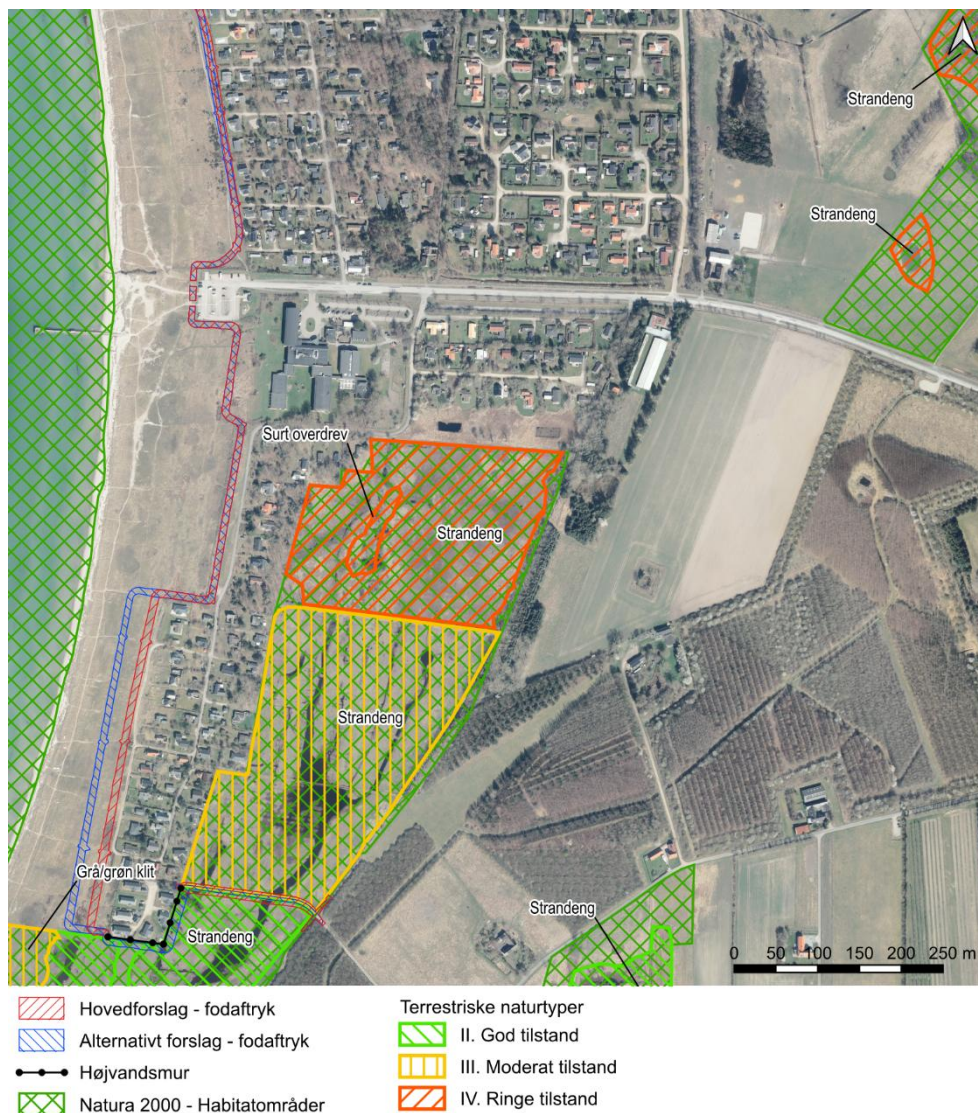 Strandeng
Strandeng
Surt overdrev
Strandeng
Strandeng
Grå/grøn klit
Strandeng
Strandeng
0 50 100 150 200 250 m
Hovedforslag - fodaftryk
Alternativt forslag - fodaftryk
Højvandsmur
Natura 2000 - Habitatområder
Terrestriske naturtyper
II. God tilstand
III. Moderat tilstand
IV. Ringe tilstand